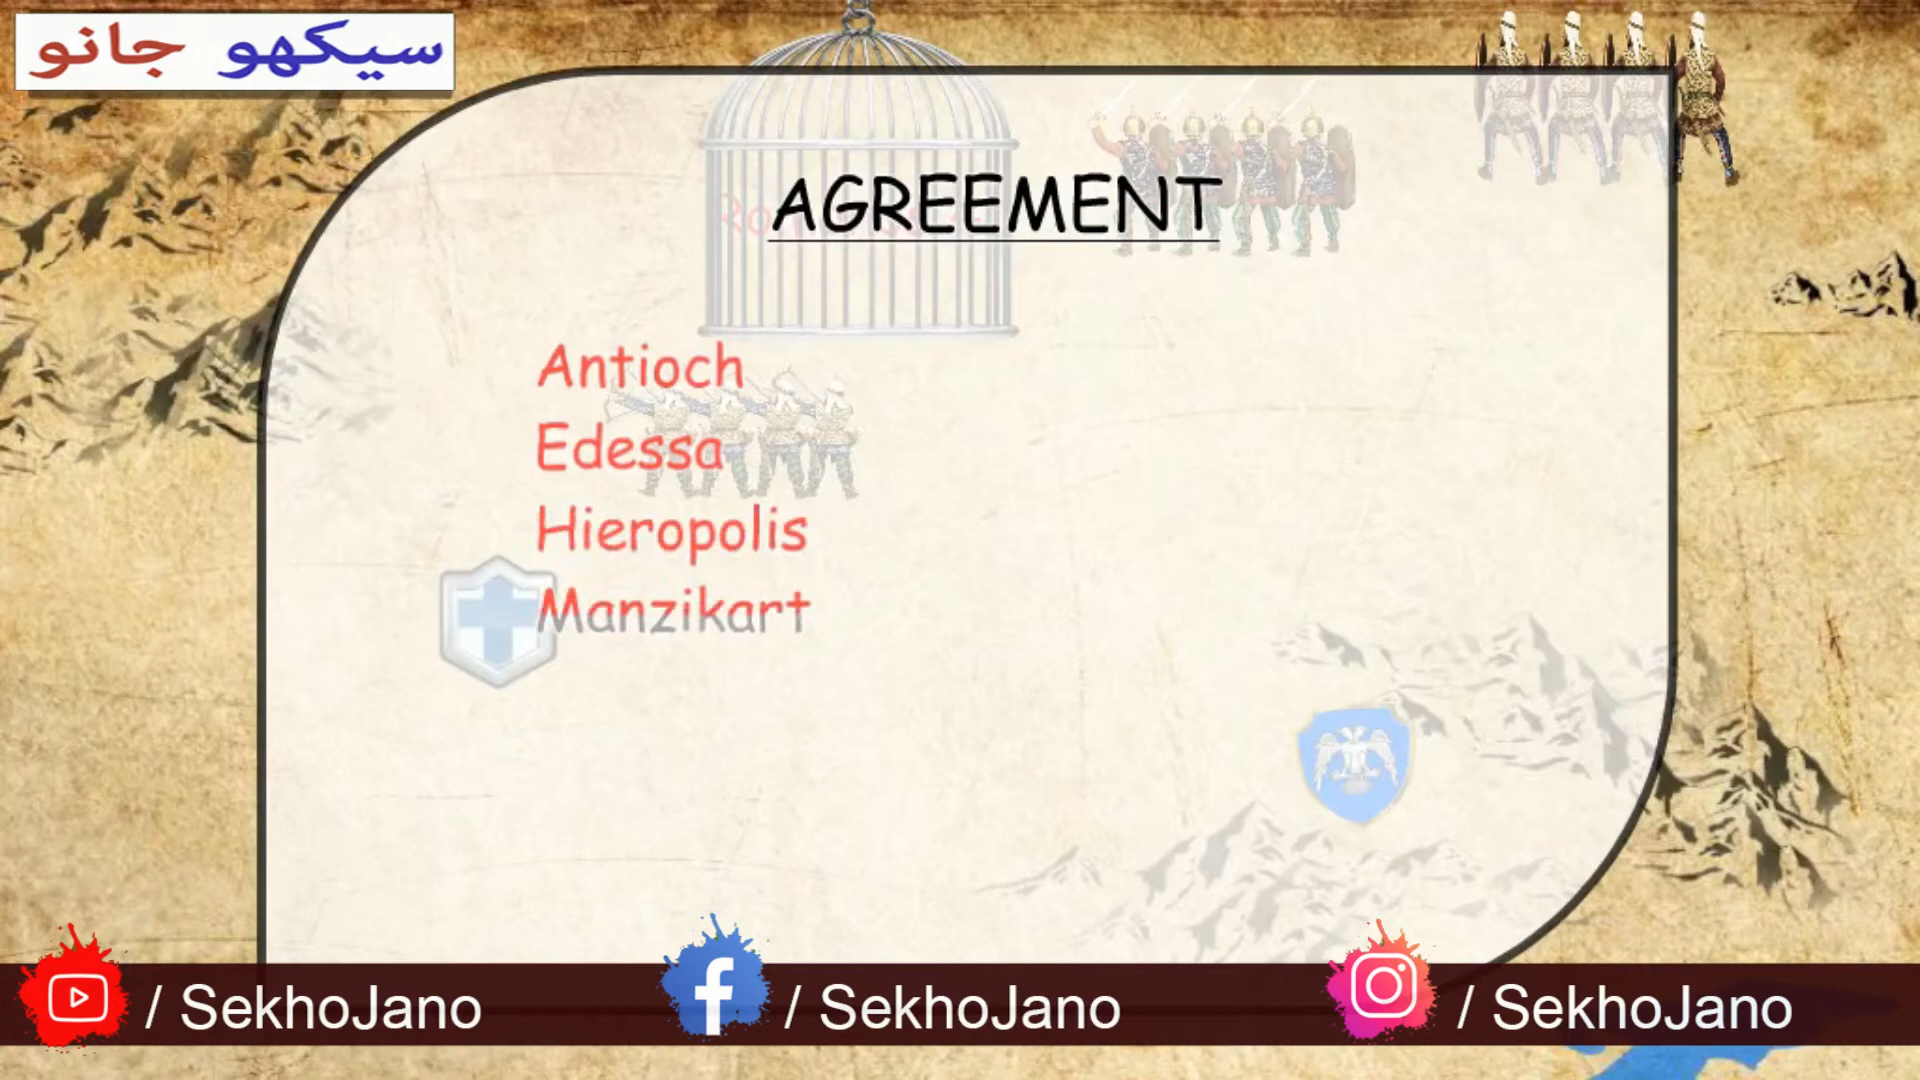 سیکھو جانو
AGREEMENT
Antioch
Edessa
Hieropolis
Manzikart
/ SekhoJano
/ SekhoJano
/ SekhoJano